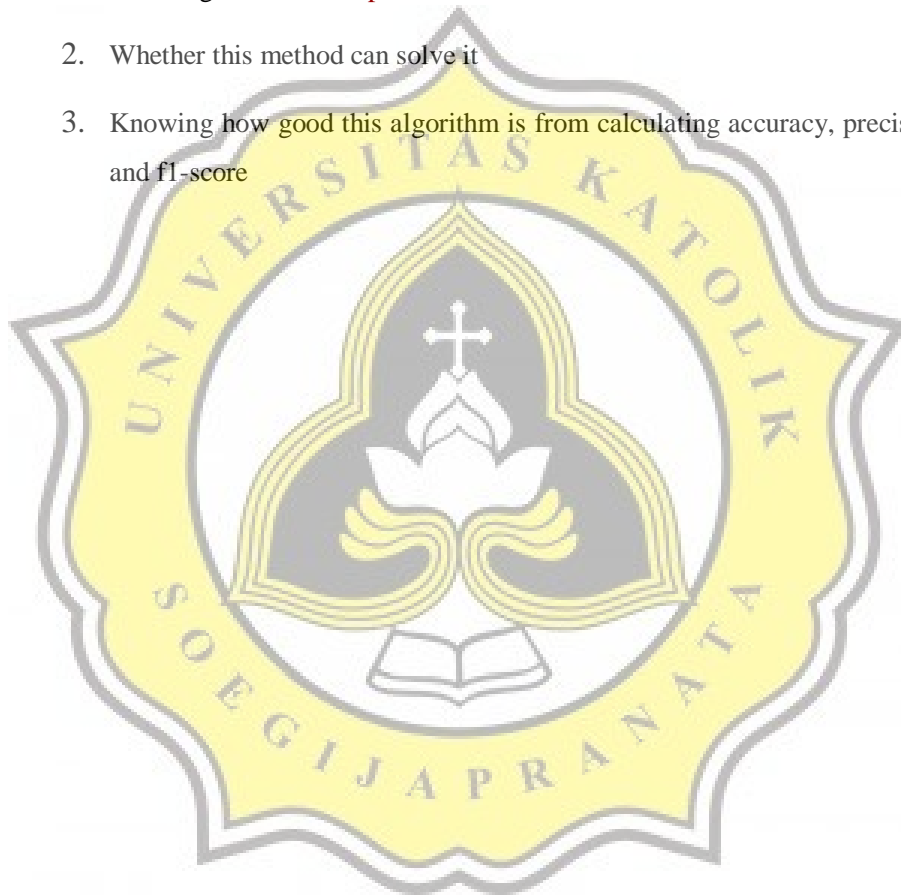 2. Whether this method can solve it
3. Knowing how good this algorithm is from calculating accuracy,
and f1-score
UNIVERSITAS KATOLIK
SOEGIJAPRANATA